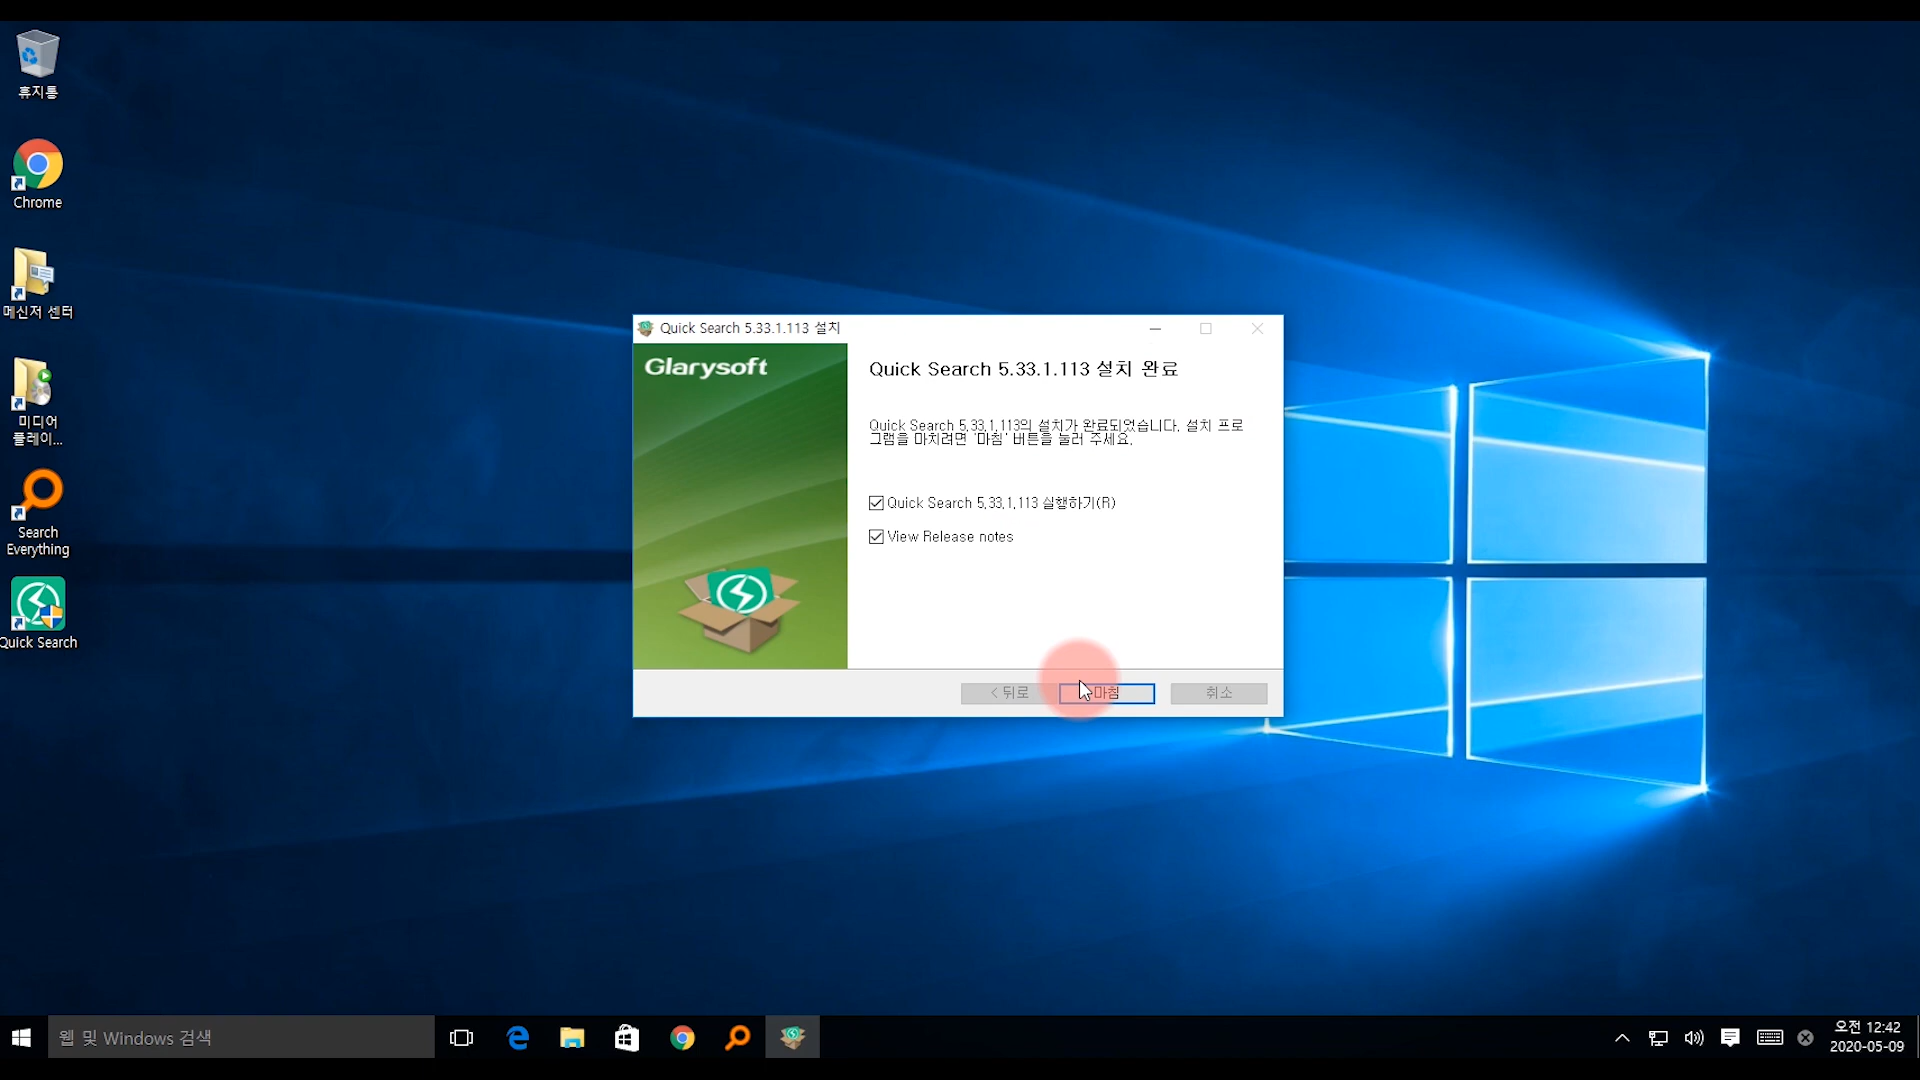 휴지통
Chrome
메신저 센터
미디어
플레이...
Search
Everything
Quick Search
Quick Search 5.33.1.113 설치
Glarysoft
Quick Search 5.33.1.113 설치 완료
Quick Search 5.33.1.113의 설치가 완료되었습니다. 설치 프로
그램을 마치려면 '마침' 버튼을 눌러 주세요.
Quick Search 5.33.1.113 실행하기(R)
View Release notes
< 뒤로
마침
취소
웹 및 Windows 검색
오전 12:42
2020-05-09